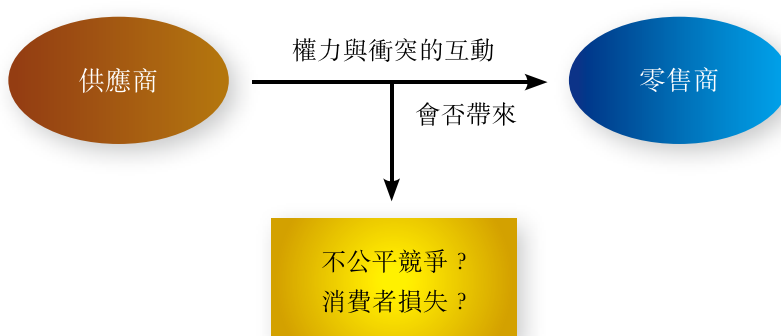 供應商
權力與衝突的互動
零售商
會否帶來
不公平競爭？
消費者損失？